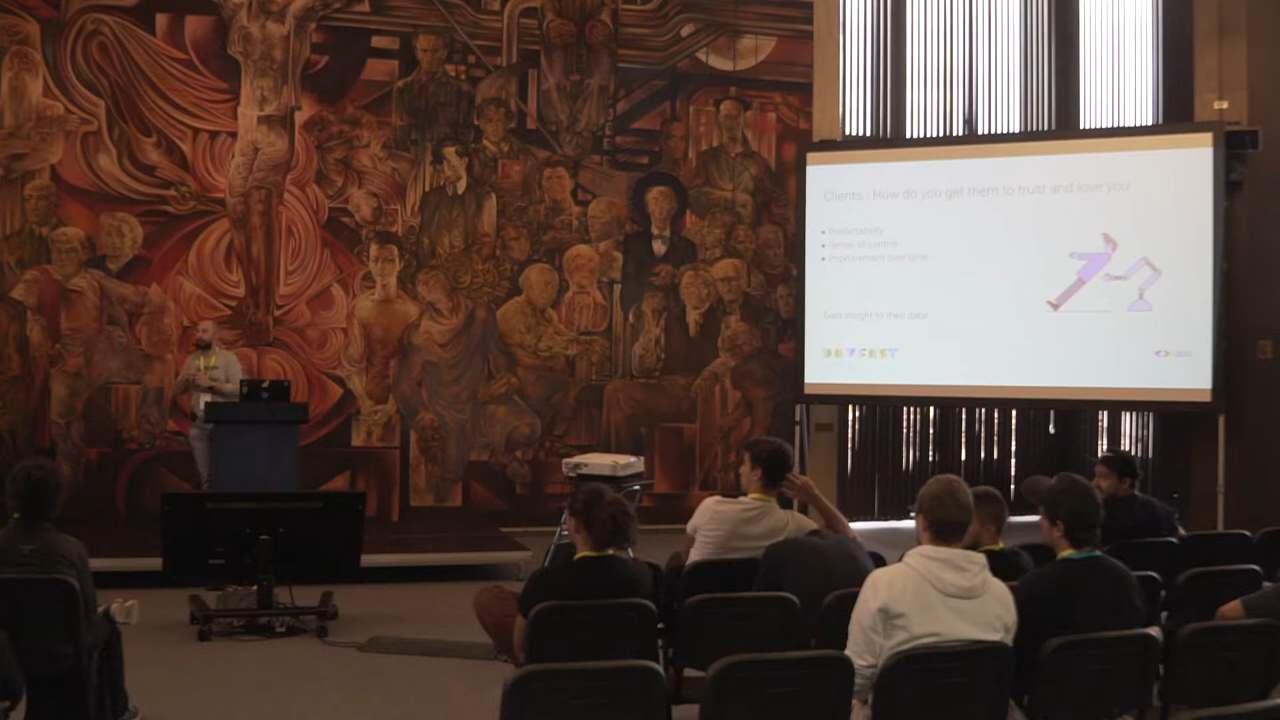 Clients - How do you get them to trust and love you
• Predictability
• Sense of control
• Improvement over time
Gain insight to their data!
DEVFEST